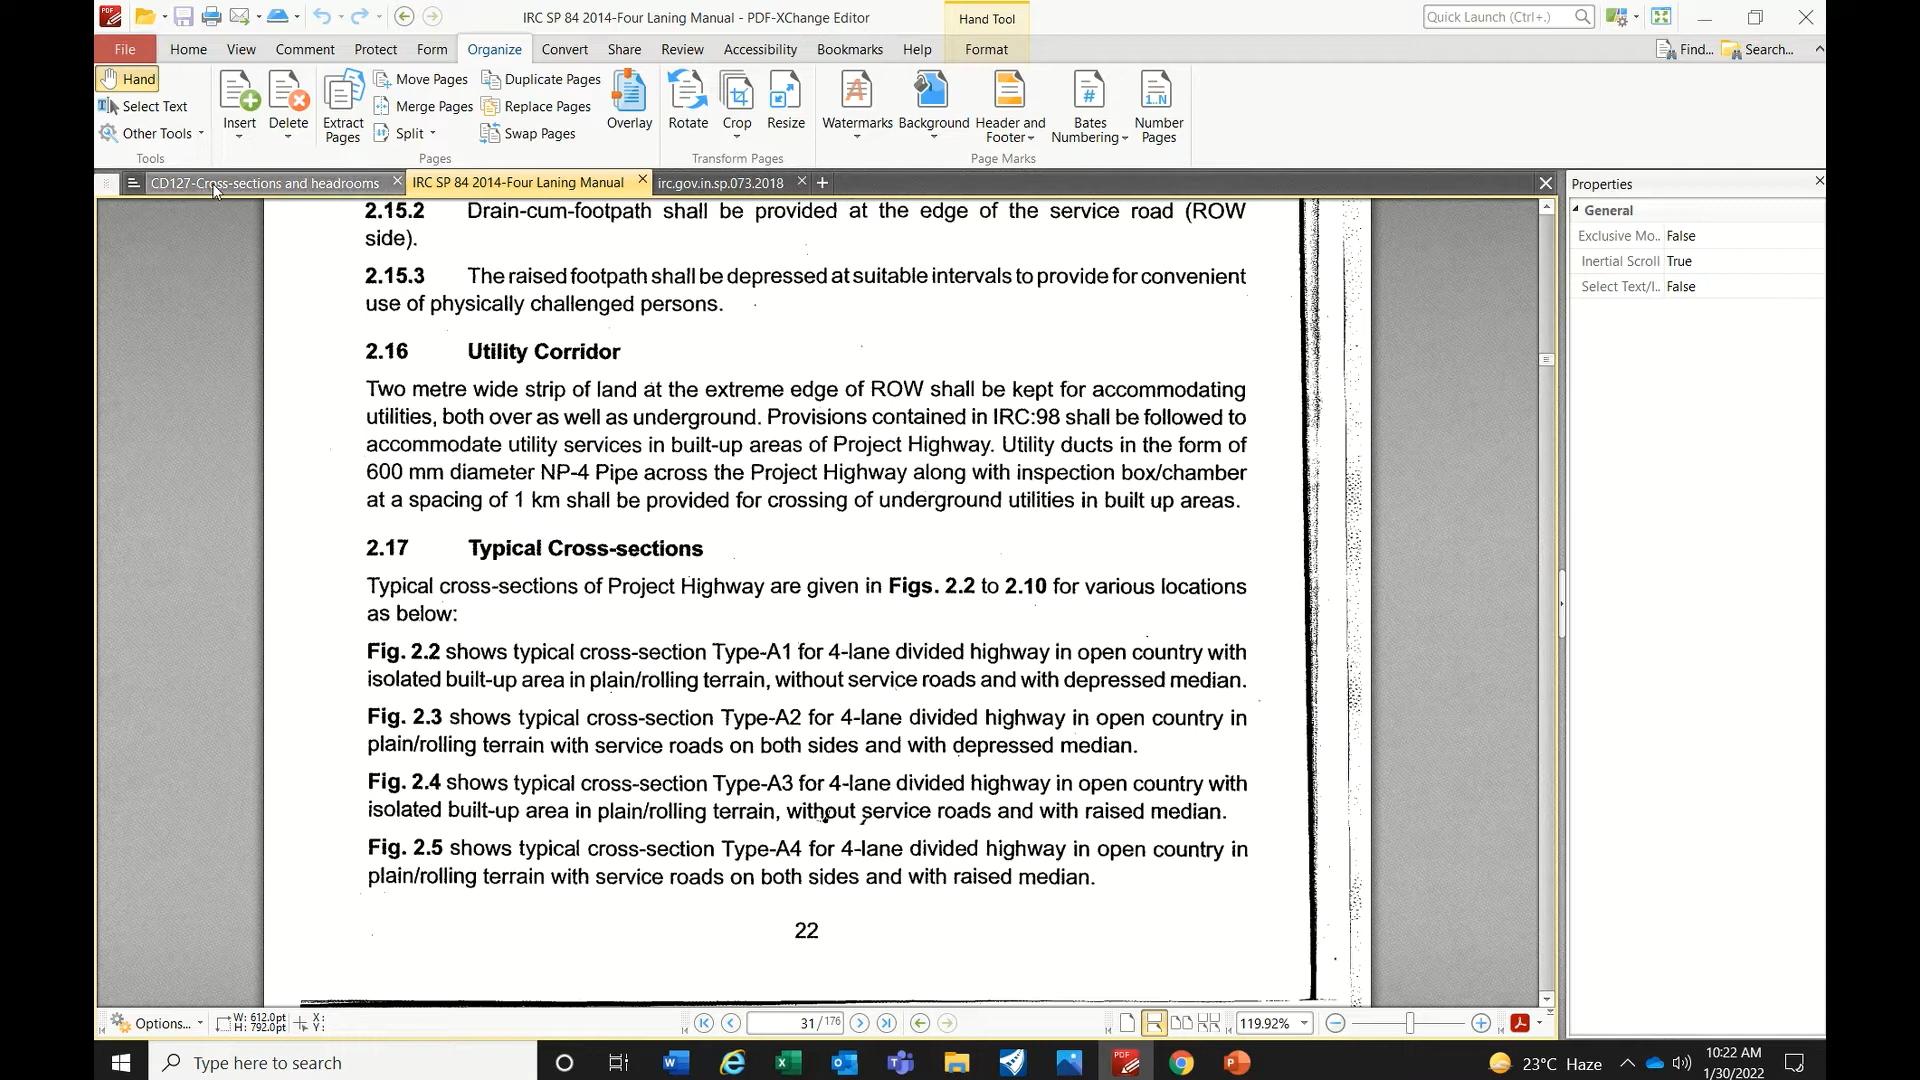 IRC SP 84 2014-Four Laning Manual - PDF-XChange Editor
Hand Tool
Quick Launch (Ctrl+.)
File Home View Comment Protect Form Organize Convert Share Review Accessibility Bookmarks Help Format
Find... Search...
Hand
Select Text
Other Tools
Tools
Insert Delete Extract Pages
Move Pages
Merge Pages
Split
Duplicate Pages
Replace Pages
Swap Pages
Overlay
Pages
Rotate Crop Resize
Transform Pages
Watermarks Background Header and Footer Bates Numbering Number Pages
Page Marks
CD127-Cross-sections and headrooms
IRC SP 84 2014-Four Laning Manual
irc.gov.in.sp.073.2018
2.15.2 Drain-cum-footpath shall be provided at the edge of the service road (ROW
side).
2.15.3 The raised footpath shall be depressed at suitable intervals to provide for convenient
use of physically challenged persons.
2.16 Utility Corridor
Two metre wide strip of land at the extreme edge of ROW shall be kept for accommodating
utilities, both over as well as underground. Provisions contained in IRC:98 shall be followed to
accommodate utility services in built-up areas of Project Highway. Utility ducts in the form of
600 mm diameter NP-4 Pipe across the Project Highway along with inspection box/chamber
at a spacing of 1 km shall be provided for crossing of underground utilities in built up areas.
2.17 Typical Cross-sections
Typical cross-sections of Project Highway are given in Figs. 2.2 to 2.10 for various locations
as below:
Fig. 2.2 shows typical cross-section Type-A1 for 4-lane divided highway in open country with
isolated built-up area in plain/rolling terrain, without service roads and with depressed median.
Fig. 2.3 shows typical cross-section Type-A2 for 4-lane divided highway in open country in
plain/rolling terrain with service roads on both sides and with depressed median.
Fig. 2.4 shows typical cross-section Type-A3 for 4-lane divided highway in open country with
isolated built-up area in plain/rolling terrain, without service roads and with raised median.
Fig. 2.5 shows typical cross-section Type-A4 for 4-lane divided highway in open country in
plain/rolling terrain with service roads on both sides and with raised median.
22
Properties
General
Exclusive Mo.. False
Inertial Scroll True
Select Text/I.. False
Options...
W: 612.0pt
H: 792.0pt
X:
Y:
31 /176
119.92%
Type here to search
23°C Haze
10:22 AM
1/30/2022